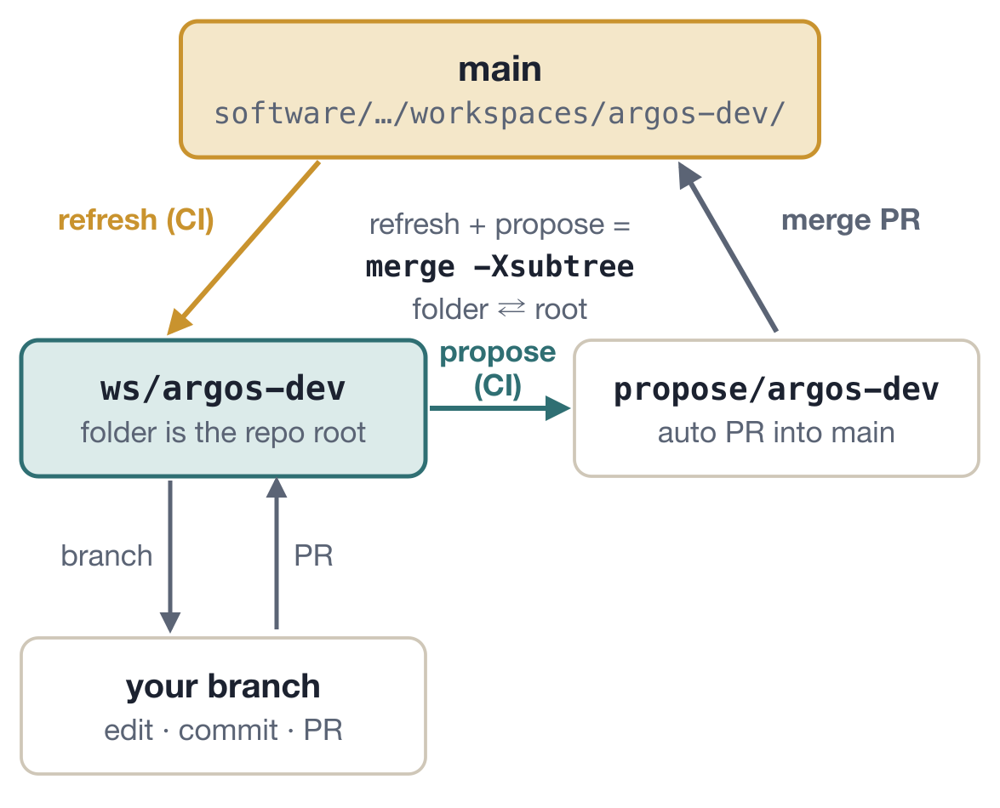 main
software/…/workspaces/argos-dev/
refresh (CI)
refresh + propose =
merge -Xsubtree
folder ⇄ root
merge PR
ws/argos-dev
folder is the repo root
propose
(CI)
propose/argos-dev
auto PR into main
branch
PR
your branch
edit · commit · PR